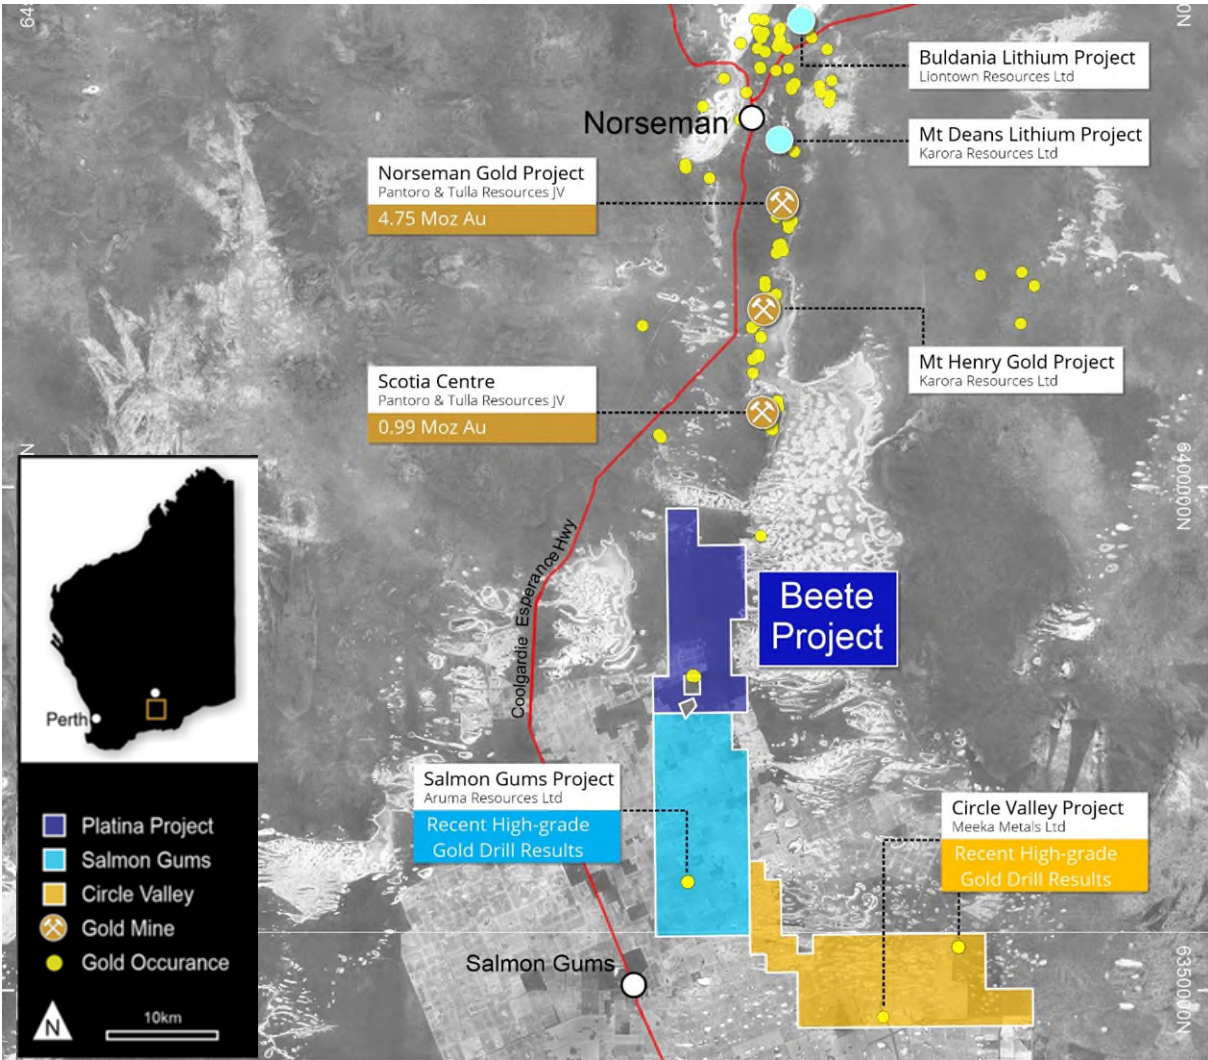 Buldania Lithium Project
Liontown Resources Ltd
Norseman
Mt Deans Lithium Project
Karora Resources Ltd
Norseman Gold Project
Pantoro & Tulla Resources JV
4.75 Moz Au
Mt Henry Gold Project
Karora Resources Ltd
Scotia Centre
Pantoro & Tulla Resources JV
0.99 Moz Au
6400000N
Coolgardie Esperance Hwy
Beete
Project
Perth
Salmon Gums Project
Aruma Resources Ltd
Recent High-grade
Gold Drill Results
Circle Valley Project
Meeka Metals Ltd
Recent High-grade
Gold Drill Results
Platina Project
Salmon Gums
Circle Valley
Gold Mine
Gold Occurance
N
10km
Salmon Gums
6350000N